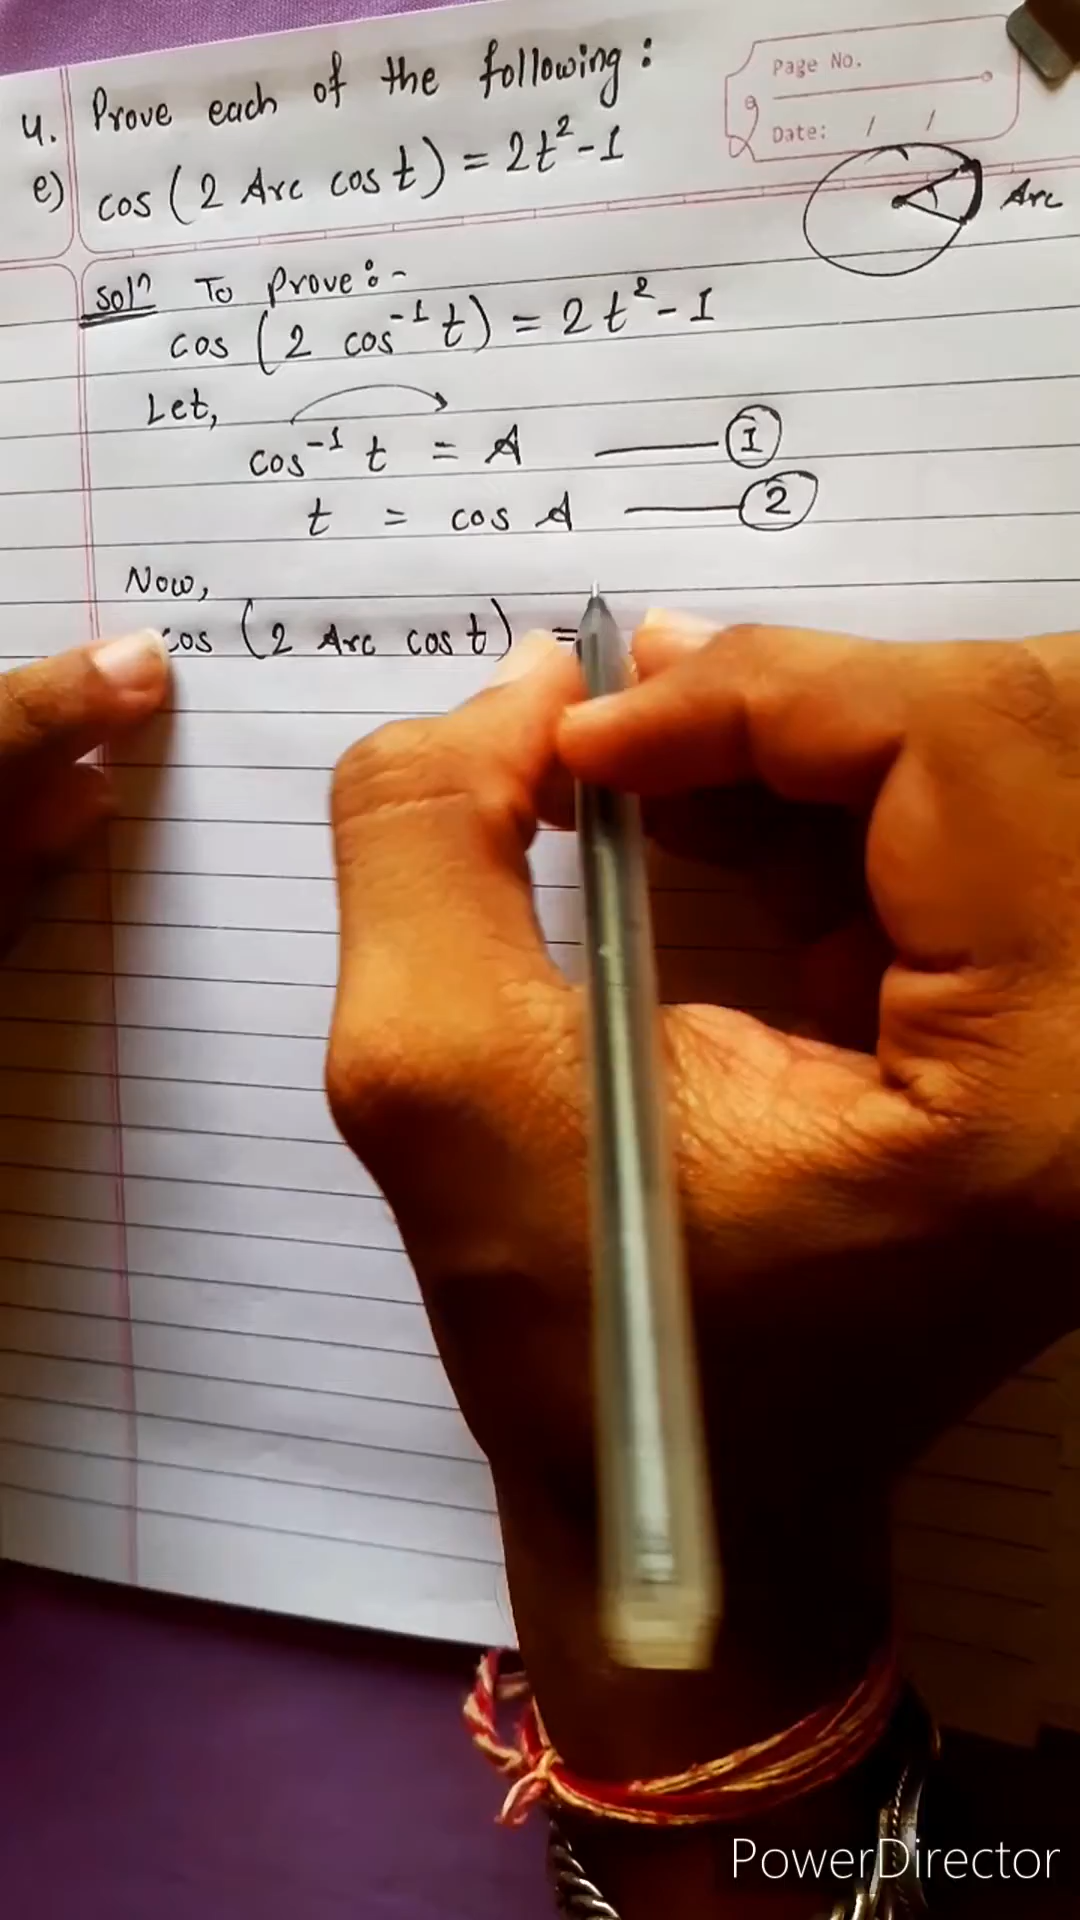 4. Prove each of the following :
Page No.
Date: / /
e) cos (2 Arc cos t) = 2t² - 1
Arc
Solⁿ To Prove :-
cos (2 cos⁻¹ t) = 2t² - 1
Let,
cos⁻¹ t = A ——— ①
t = cos A ——— ②
Now,
cos (2 Arc cos t) =
PowerDirector